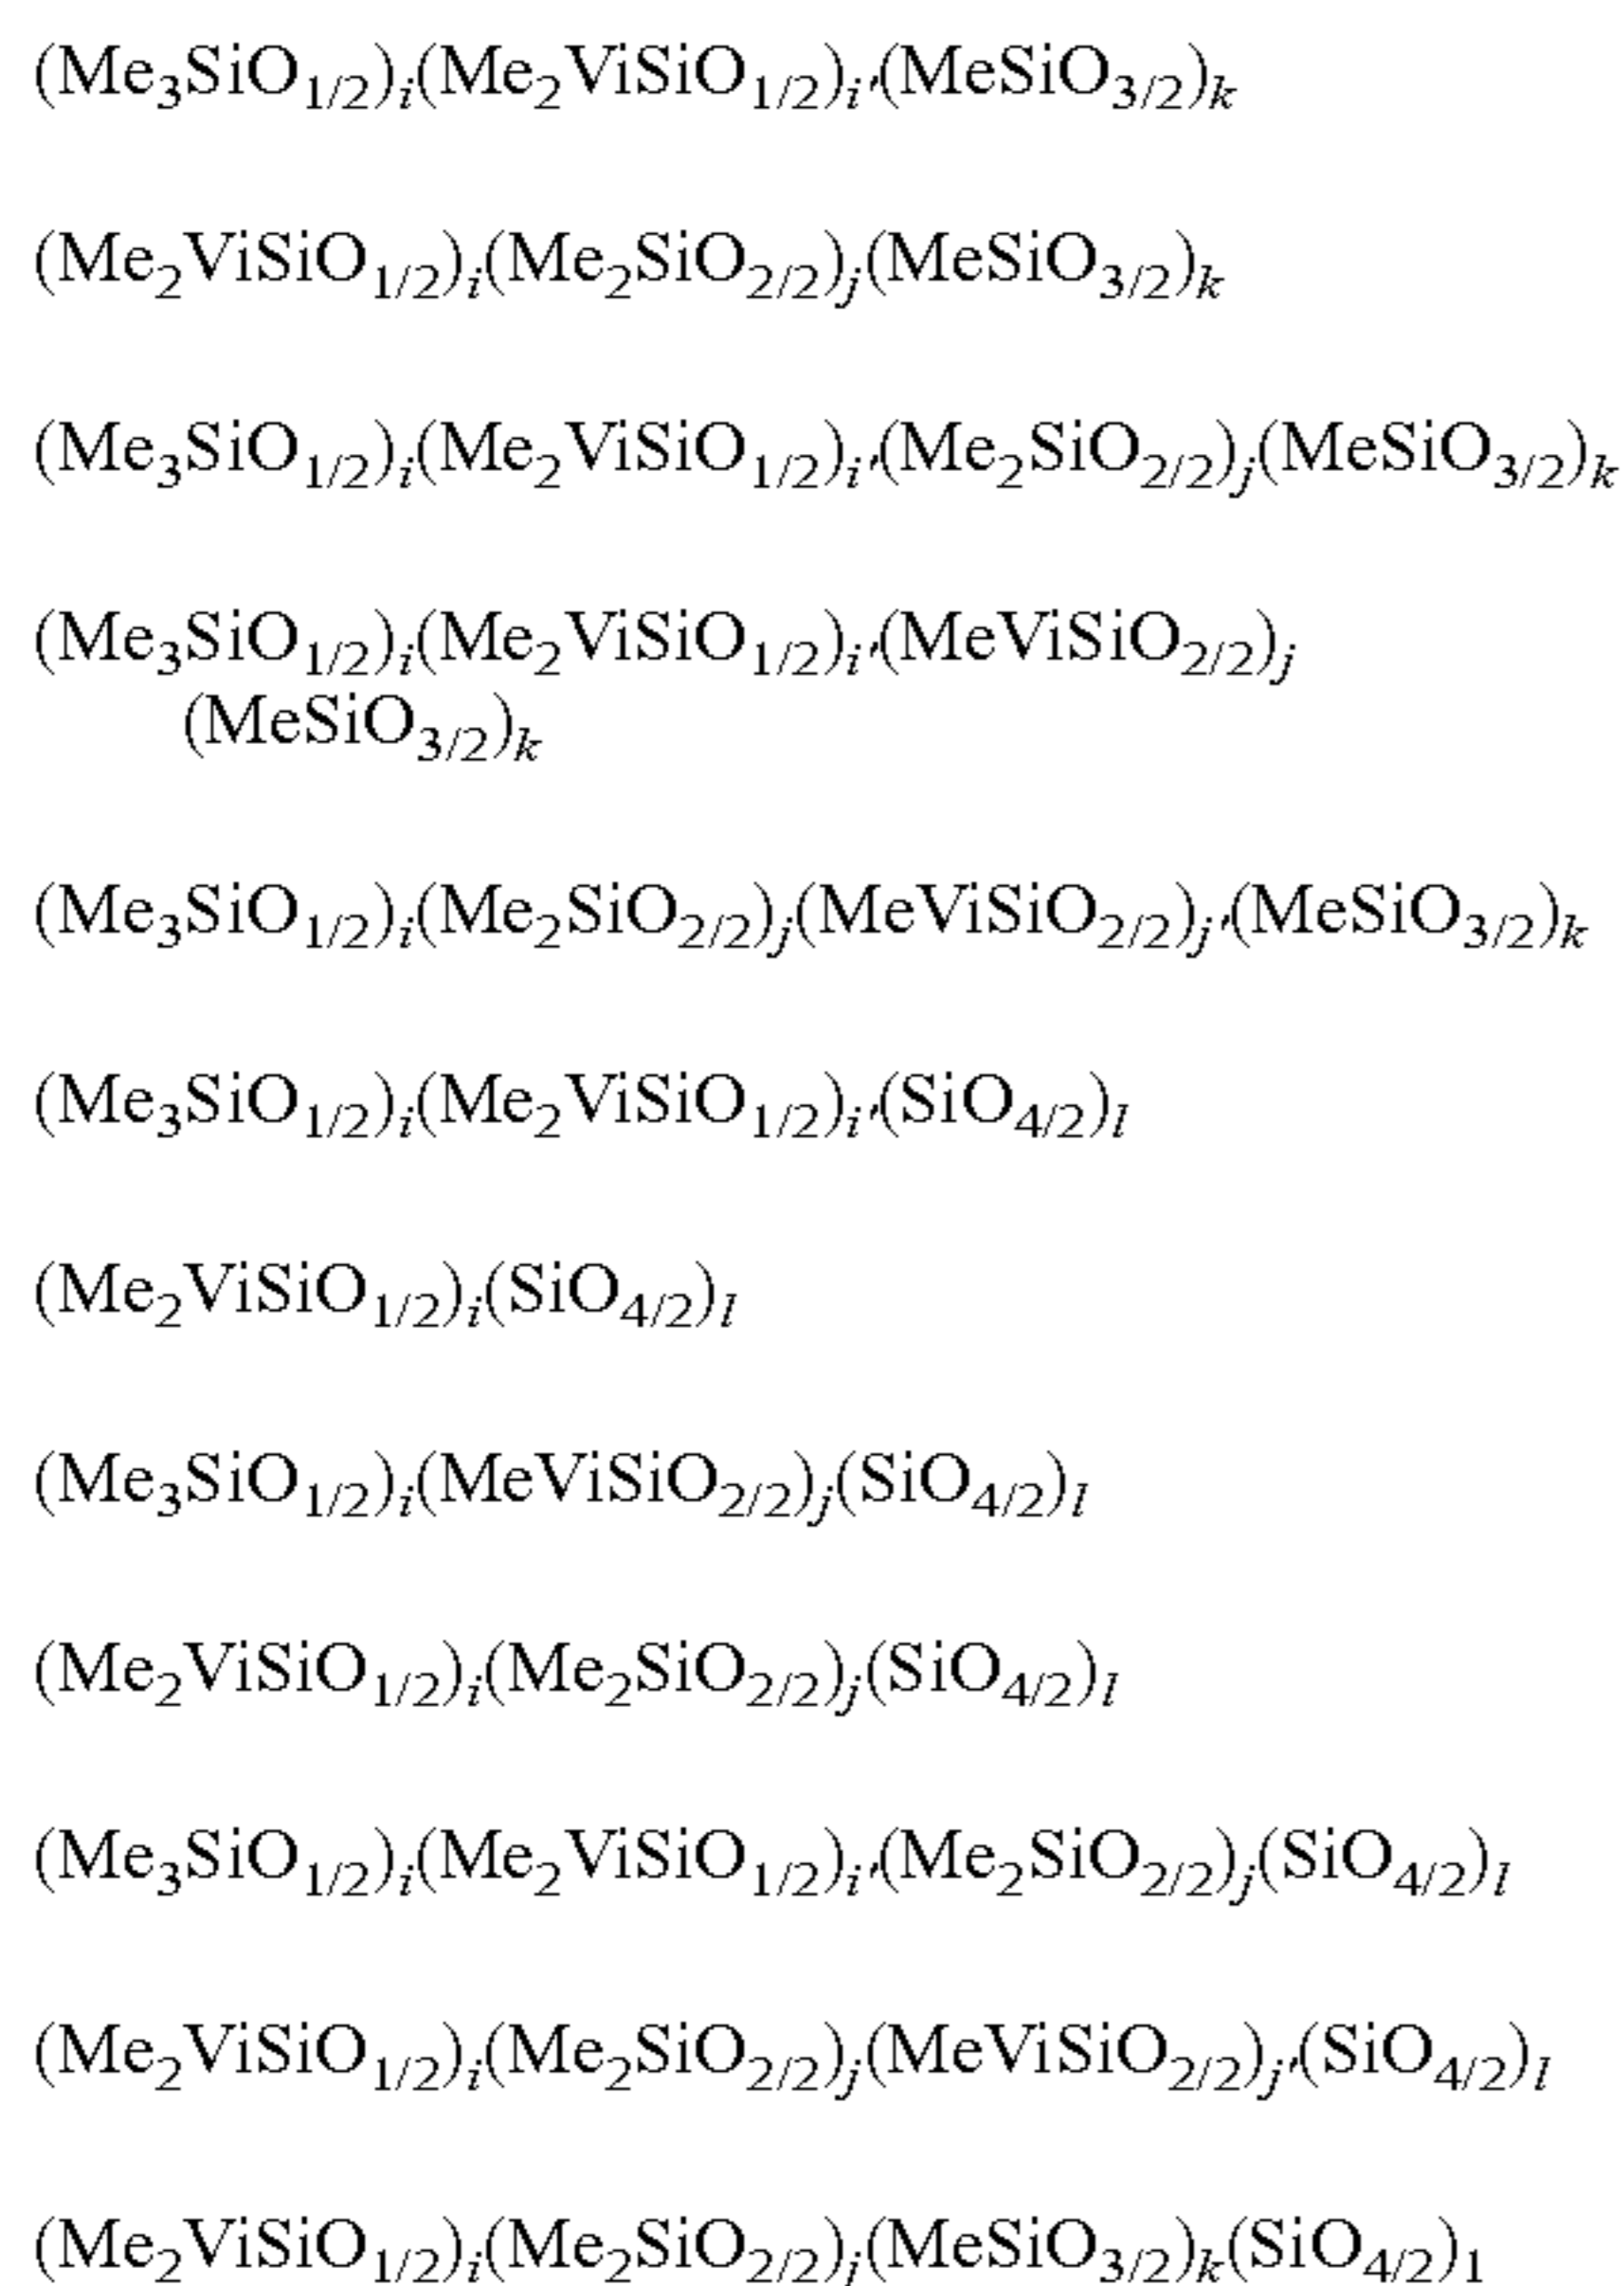 (Me₃SiO₁/₂)ᵢ(Me₂ViSiO₁/₂)ᵢ′(MeSiO₃/₂)ₖ
(Me₂ViSiO₁/₂)ᵢ(Me₂SiO₂/₂)ⱼ(MeSiO₃/₂)ₖ
(Me₃SiO₁/₂)ᵢ(Me₂ViSiO₁/₂)ᵢ′(Me₂SiO₂/₂)ⱼ(MeSiO₃/₂)ₖ
(Me₃SiO₁/₂)ᵢ(Me₂ViSiO₁/₂)ᵢ′(MeViSiO₂/₂)ⱼ
(MeSiO₃/₂)ₖ
(Me₃SiO₁/₂)ᵢ(Me₂SiO₂/₂)ⱼ(MeViSiO₂/₂)ⱼ′(MeSiO₃/₂)ₖ
(Me₃SiO₁/₂)ᵢ(Me₂ViSiO₁/₂)ᵢ′(SiO₄/₂)ₗ
(Me₂ViSiO₁/₂)ᵢ(SiO₄/₂)ₗ
(Me₃SiO₁/₂)ᵢ(MeViSiO₂/₂)ⱼ(SiO₄/₂)ₗ
(Me₂ViSiO₁/₂)ᵢ(Me₂SiO₂/₂)ⱼ(SiO₄/₂)ₗ
(Me₃SiO₁/₂)ᵢ(Me₂ViSiO₁/₂)ᵢ′(Me₂SiO₂/₂)ⱼ(SiO₄/₂)ₗ
(Me₂ViSiO₁/₂)ᵢ(Me₂SiO₂/₂)ⱼ(MeViSiO₂/₂)ⱼ′(SiO₄/₂)ₗ
(Me₂ViSiO₁/₂)ᵢ(Me₂SiO₂/₂)ⱼ(MeSiO₃/₂)ₖ(SiO₄/₂)₁